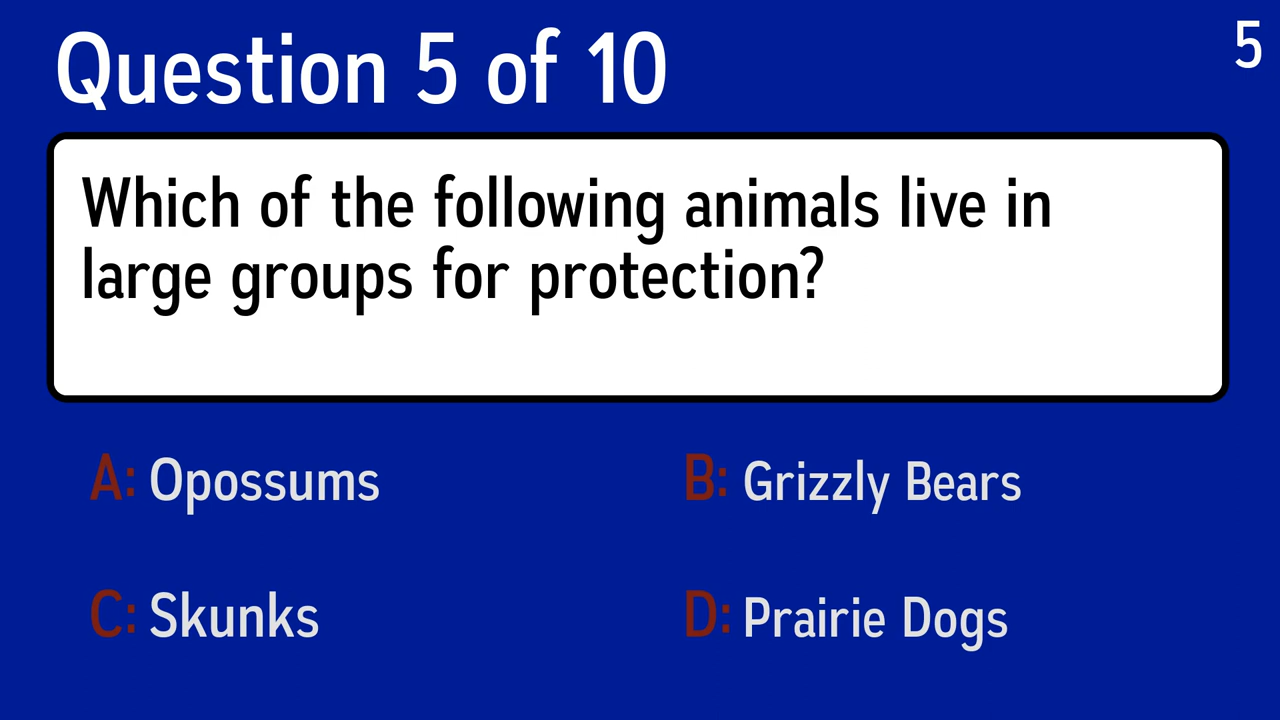 Question 5 of 10
5
Which of the following animals live in
large groups for protection?
A: Opossums
B: Grizzly Bears
C: Skunks
D: Prairie Dogs